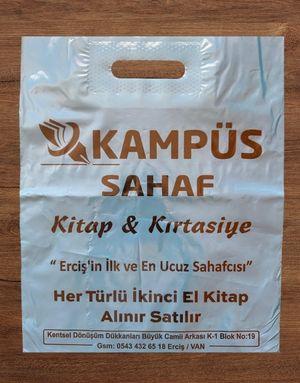 KAMPÜS
SAHAF
Kitap & Kırtasiye
“ Erciş'in İlk ve En Ucuz Sahafcısı”
Her Türlü İkinci El Kitap
Alınır Satılır
Kentsel Dönüşüm Dükkanları Büyük Camii Arkası K-1 Blok No:19
Gsm: 0543 432 65 18 Erciş / VAN